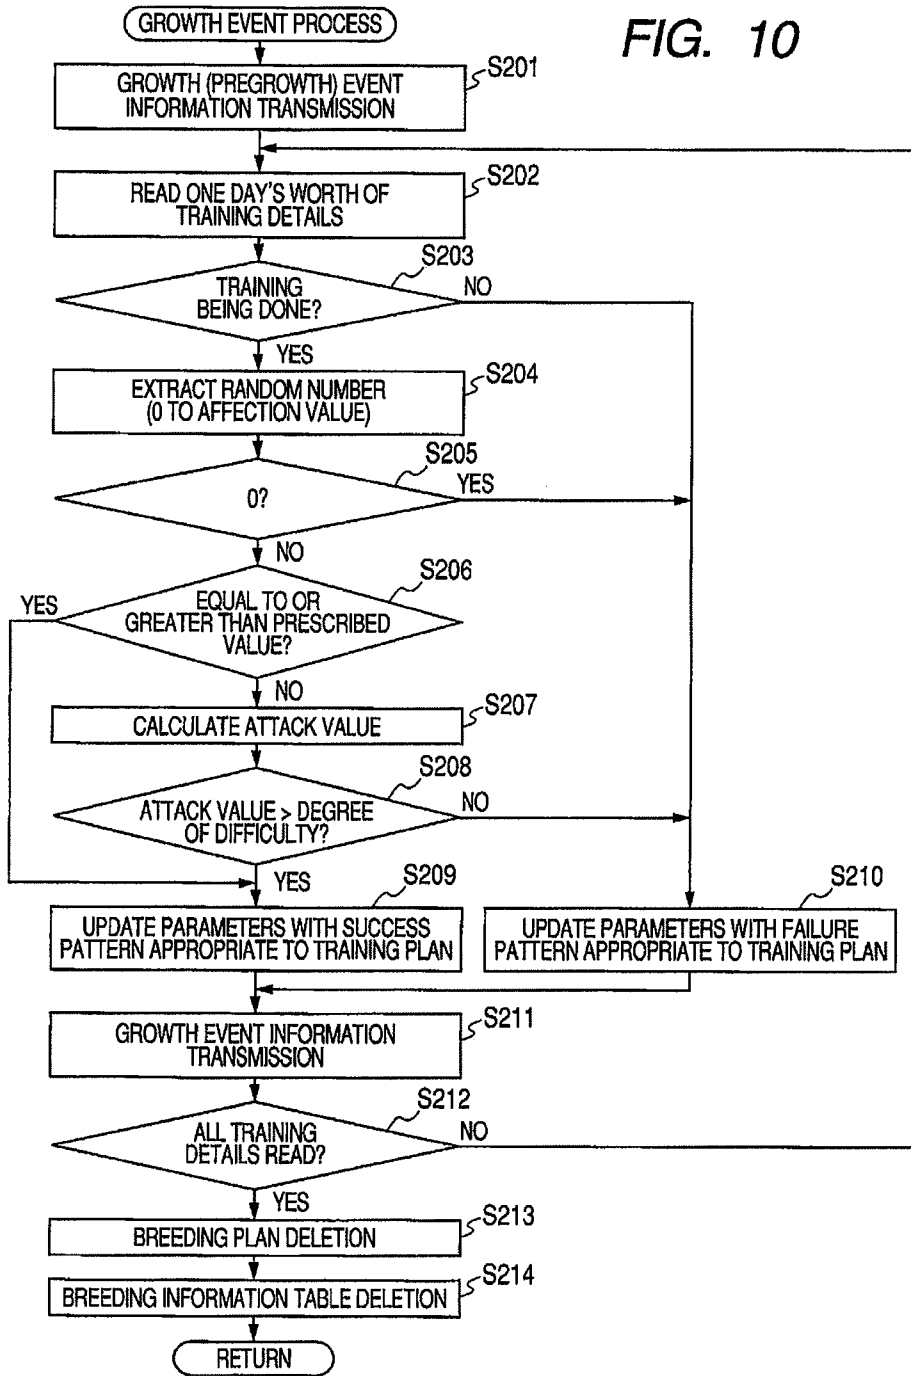 GROWTH EVENT PROCESS
FIG. 10
S201
GROWTH (PREGROWTH) EVENT
INFORMATION TRANSMISSION
S202
READ ONE DAY'S WORTH OF
TRAINING DETAILS
S203
TRAINING
BEING DONE?
NO
YES
S204
EXTRACT RANDOM NUMBER
(0 TO AFFECTION VALUE)
S205
0?
YES
NO
S206
YES
EQUAL TO OR
GREATER THAN PRESCRIBED
VALUE?
NO
S207
CALCULATE ATTACK VALUE
S208
ATTACK VALUE > DEGREE
OF DIFFICULTY?
NO
YES
S209
UPDATE PARAMETERS WITH SUCCESS
PATTERN APPROPRIATE TO TRAINING PLAN
S210
UPDATE PARAMETERS WITH FAILURE
PATTERN APPROPRIATE TO TRAINING PLAN
S211
GROWTH EVENT INFORMATION
TRANSMISSION
S212
ALL TRAINING
DETAILS READ?
NO
YES
S213
BREEDING PLAN DELETION
S214
BREEDING INFORMATION TABLE DELETION
RETURN